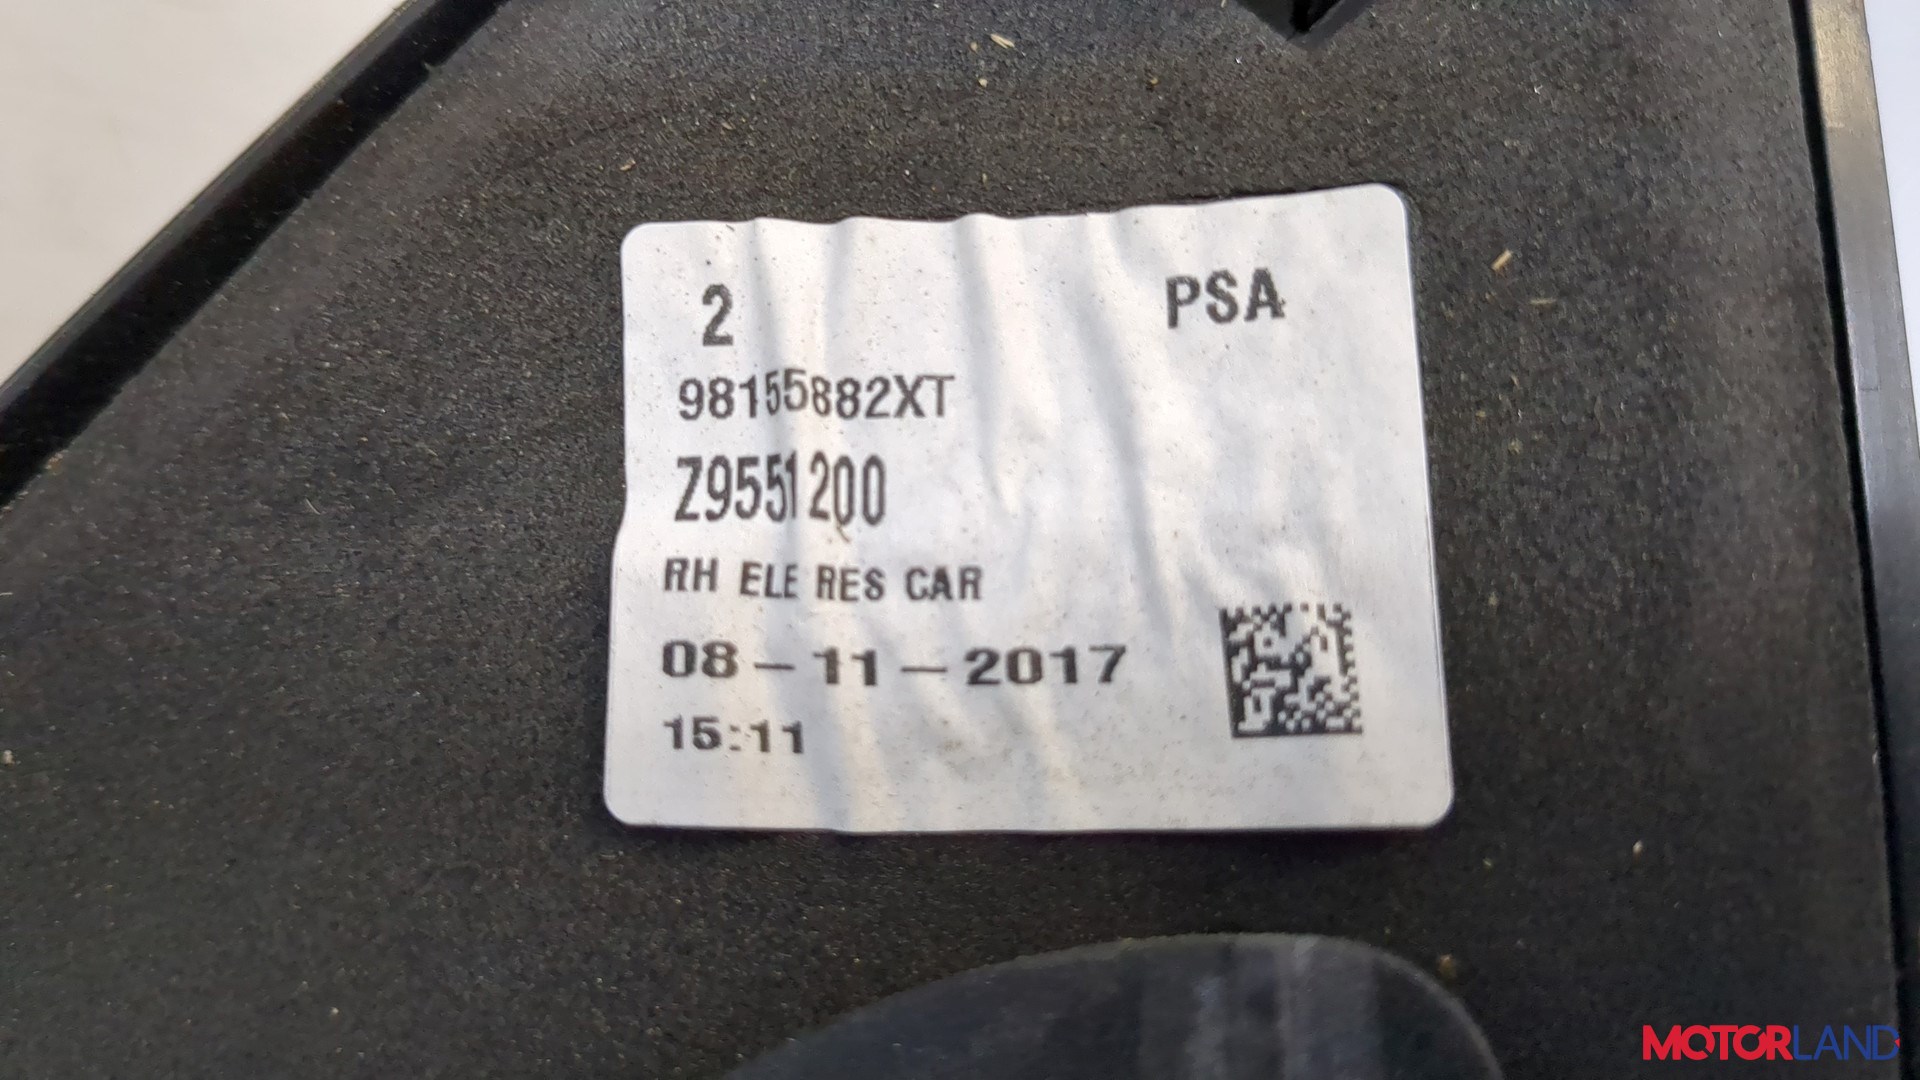 2 PSA
98155882XT
Z9551200
RH ELE RES CAR
08-11-2017
15:11
MOTORLAND